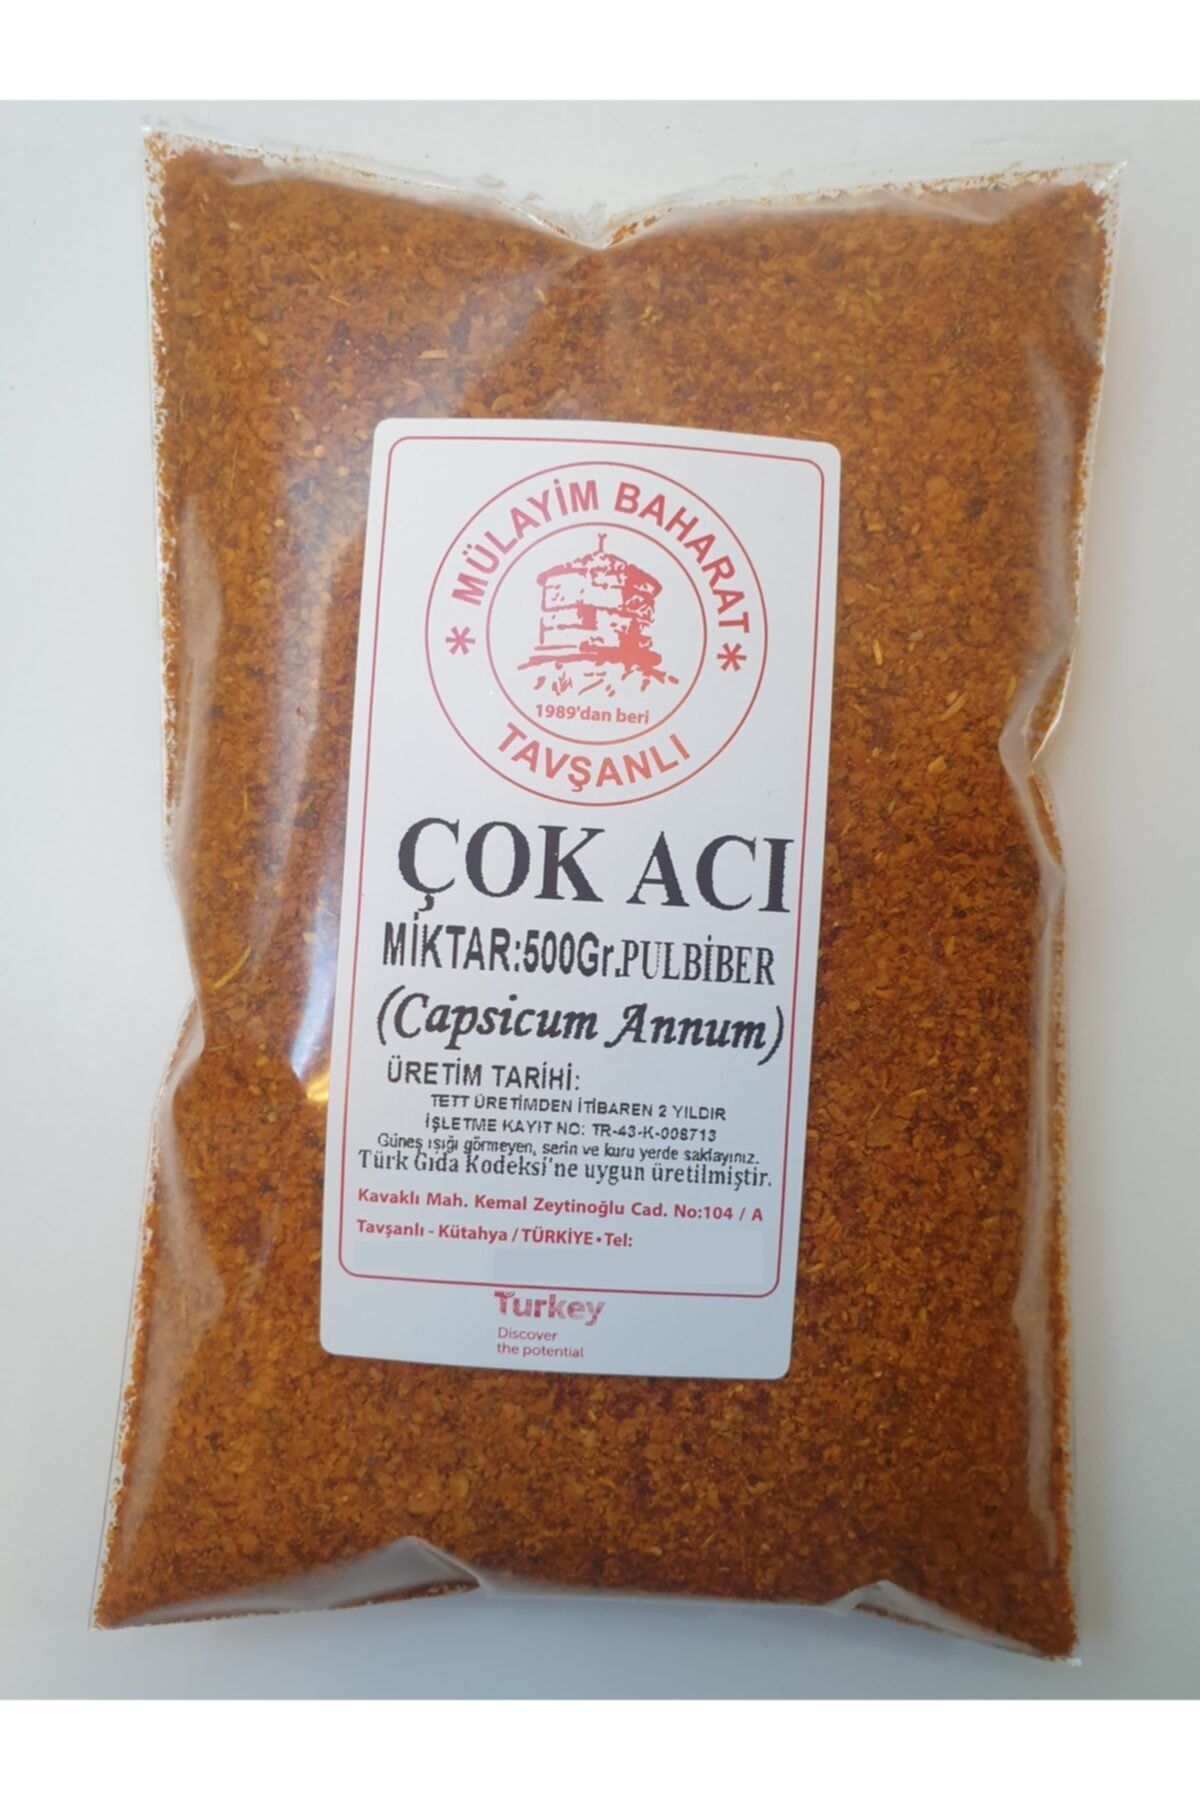 * MÜLAYİM BAHARAT *
1989'dan beri
TAVŞANLI
ÇOK ACI
MİKTAR:500Gr.PULBİBER
(Capsicum Annum)
ÜRETİM TARİHİ:
TETT ÜRETİMDEN İTİBAREN 2 YILDIR
İŞLETME KAYIT NO: TR-43-K-008713
Güneş ışığı görmeyen, serin ve kuru yerde saklayınız.
Türk Gıda Kodeksi'ne uygun üretilmiştir.
Kavaklı Mah. Kemal Zeytinoğlu Cad. No:104 / A
Tavşanlı - Kütahya / TÜRKİYE • Tel:
Turkey
Discover
the potential